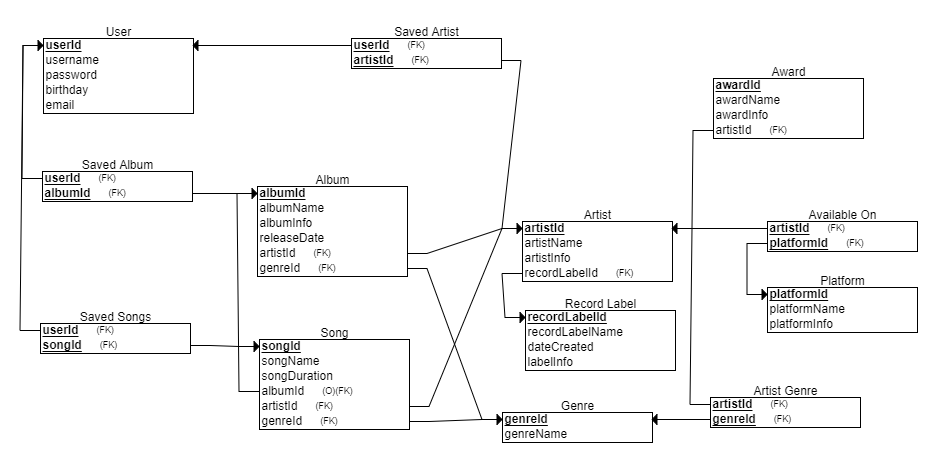 User
userId
username
password
birthday
email
Saved Artist
userId (FK)
artistId (FK)
Award
awardId
awardName
awardInfo
artistId (FK)
Saved Album
userId (FK)
albumId (FK)
Album
albumId
albumName
albumInfo
releaseDate
artistId (FK)
genreId (FK)
Artist
artistId
artistName
artistInfo
recordLabelId (FK)
Available On
artistId (FK)
platformId (FK)
Platform
platformId
platformName
platformInfo
Record Label
recordLabelId
recordLabelName
dateCreated
labelInfo
Saved Songs
userId (FK)
songId (FK)
Song
songId
songName
songDuration
albumId (O)(FK)
artistId (FK)
genreId (FK)
Genre
genreId
genreName
Artist Genre
artistId (FK)
genreId (FK)